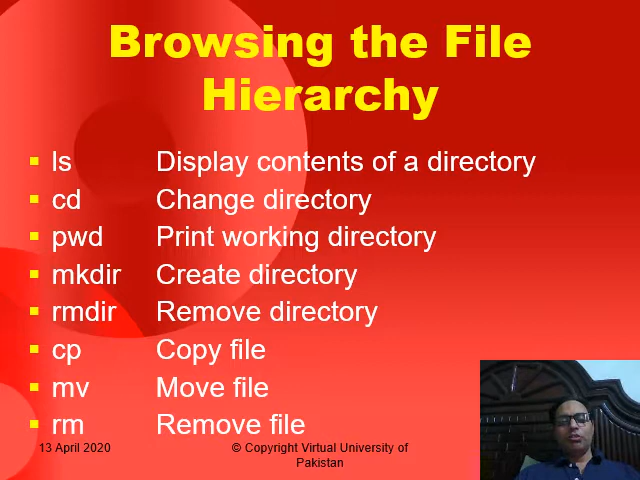 Browsing the File
Hierarchy
▪ ls Display contents of a directory
▪ cd Change directory
▪ pwd Print working directory
▪ mkdir Create directory
▪ rmdir Remove directory
▪ cp Copy file
▪ mv Move file
▪ rm Remove file
13 April 2020 © Copyright Virtual University of
Pakistan